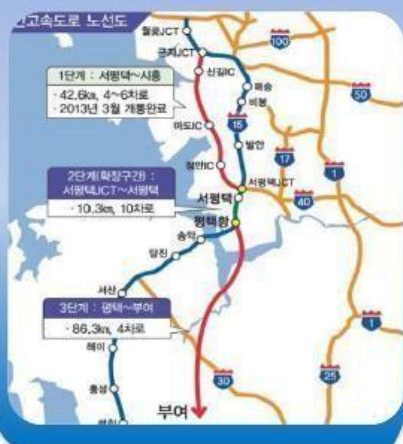 안고속도로 노선도
월곶JCT
군자JCT
신길IC
매송
비봉
마도IC
발안
청안IC
서평택JCT
서평택
평택항
송악
당진
서산
해미
홍성
부여
1단계 : 서평택~시흥
·42.6km, 4~6차로
·2013년 3월 개통완료
2단계(확장구간) :
서평택JCT~서평택
·10.3km, 10차로
3단계 : 평택~부여
·86.3km, 4차로
100
50
15
17
1
40
1
30
25